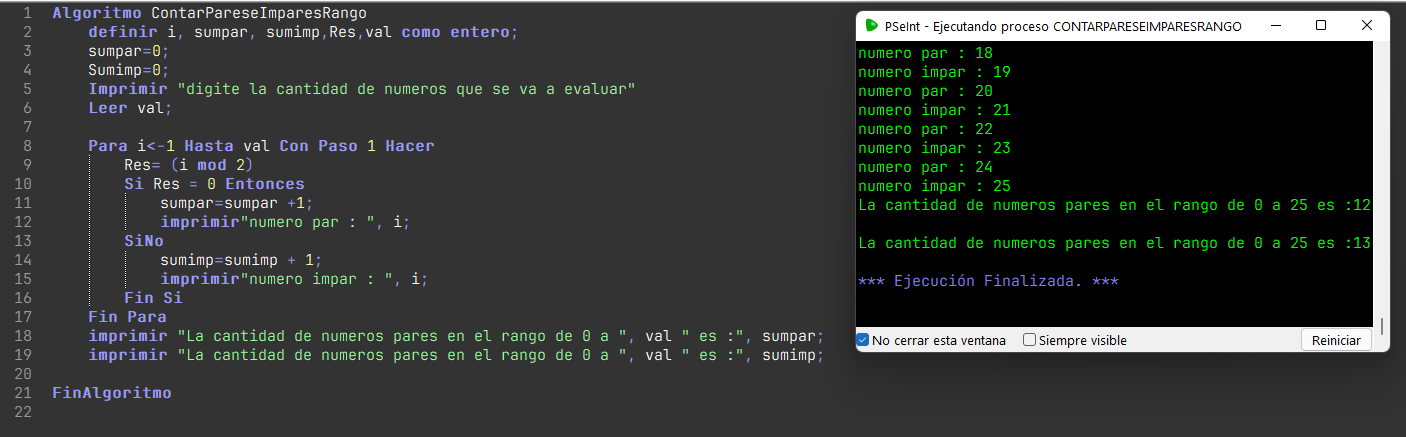 1 Algoritmo ContarPareseImparesRango
2 definir i, sumpar, sumimp,Res,val como entero;
3 sumpar=0;
4 Sumimp=0;
5 Imprimir "digite la cantidad de numeros que se va a evaluar"
6 Leer val;
7
8 Para i<-1 Hasta val Con Paso 1 Hacer
9 Res= (i mod 2)
10 Si Res = 0 Entonces
11 sumpar=sumpar +1;
12 imprimir"numero par : ", i;
13 SiNo
14 sumimp=sumimp + 1;
15 imprimir"numero impar : ", i;
16 Fin Si
17 Fin Para
18 imprimir "La cantidad de numeros pares en el rango de 0 a ", val " es :", sumpar;
19 imprimir "La cantidad de numeros pares en el rango de 0 a ", val " es :", sumimp;
20
21 FinAlgoritmo
22
PSeInt - Ejecutando proceso CONTARPARESEIMPARESRANGO
numero par : 18
numero impar : 19
numero par : 20
numero impar : 21
numero par : 22
numero impar : 23
numero par : 24
numero impar : 25
La cantidad de numeros pares en el rango de 0 a 25 es :12
La cantidad de numeros pares en el rango de 0 a 25 es :13
*** Ejecución Finalizada. ***
No cerrar esta ventana Siempre visible Reiniciar